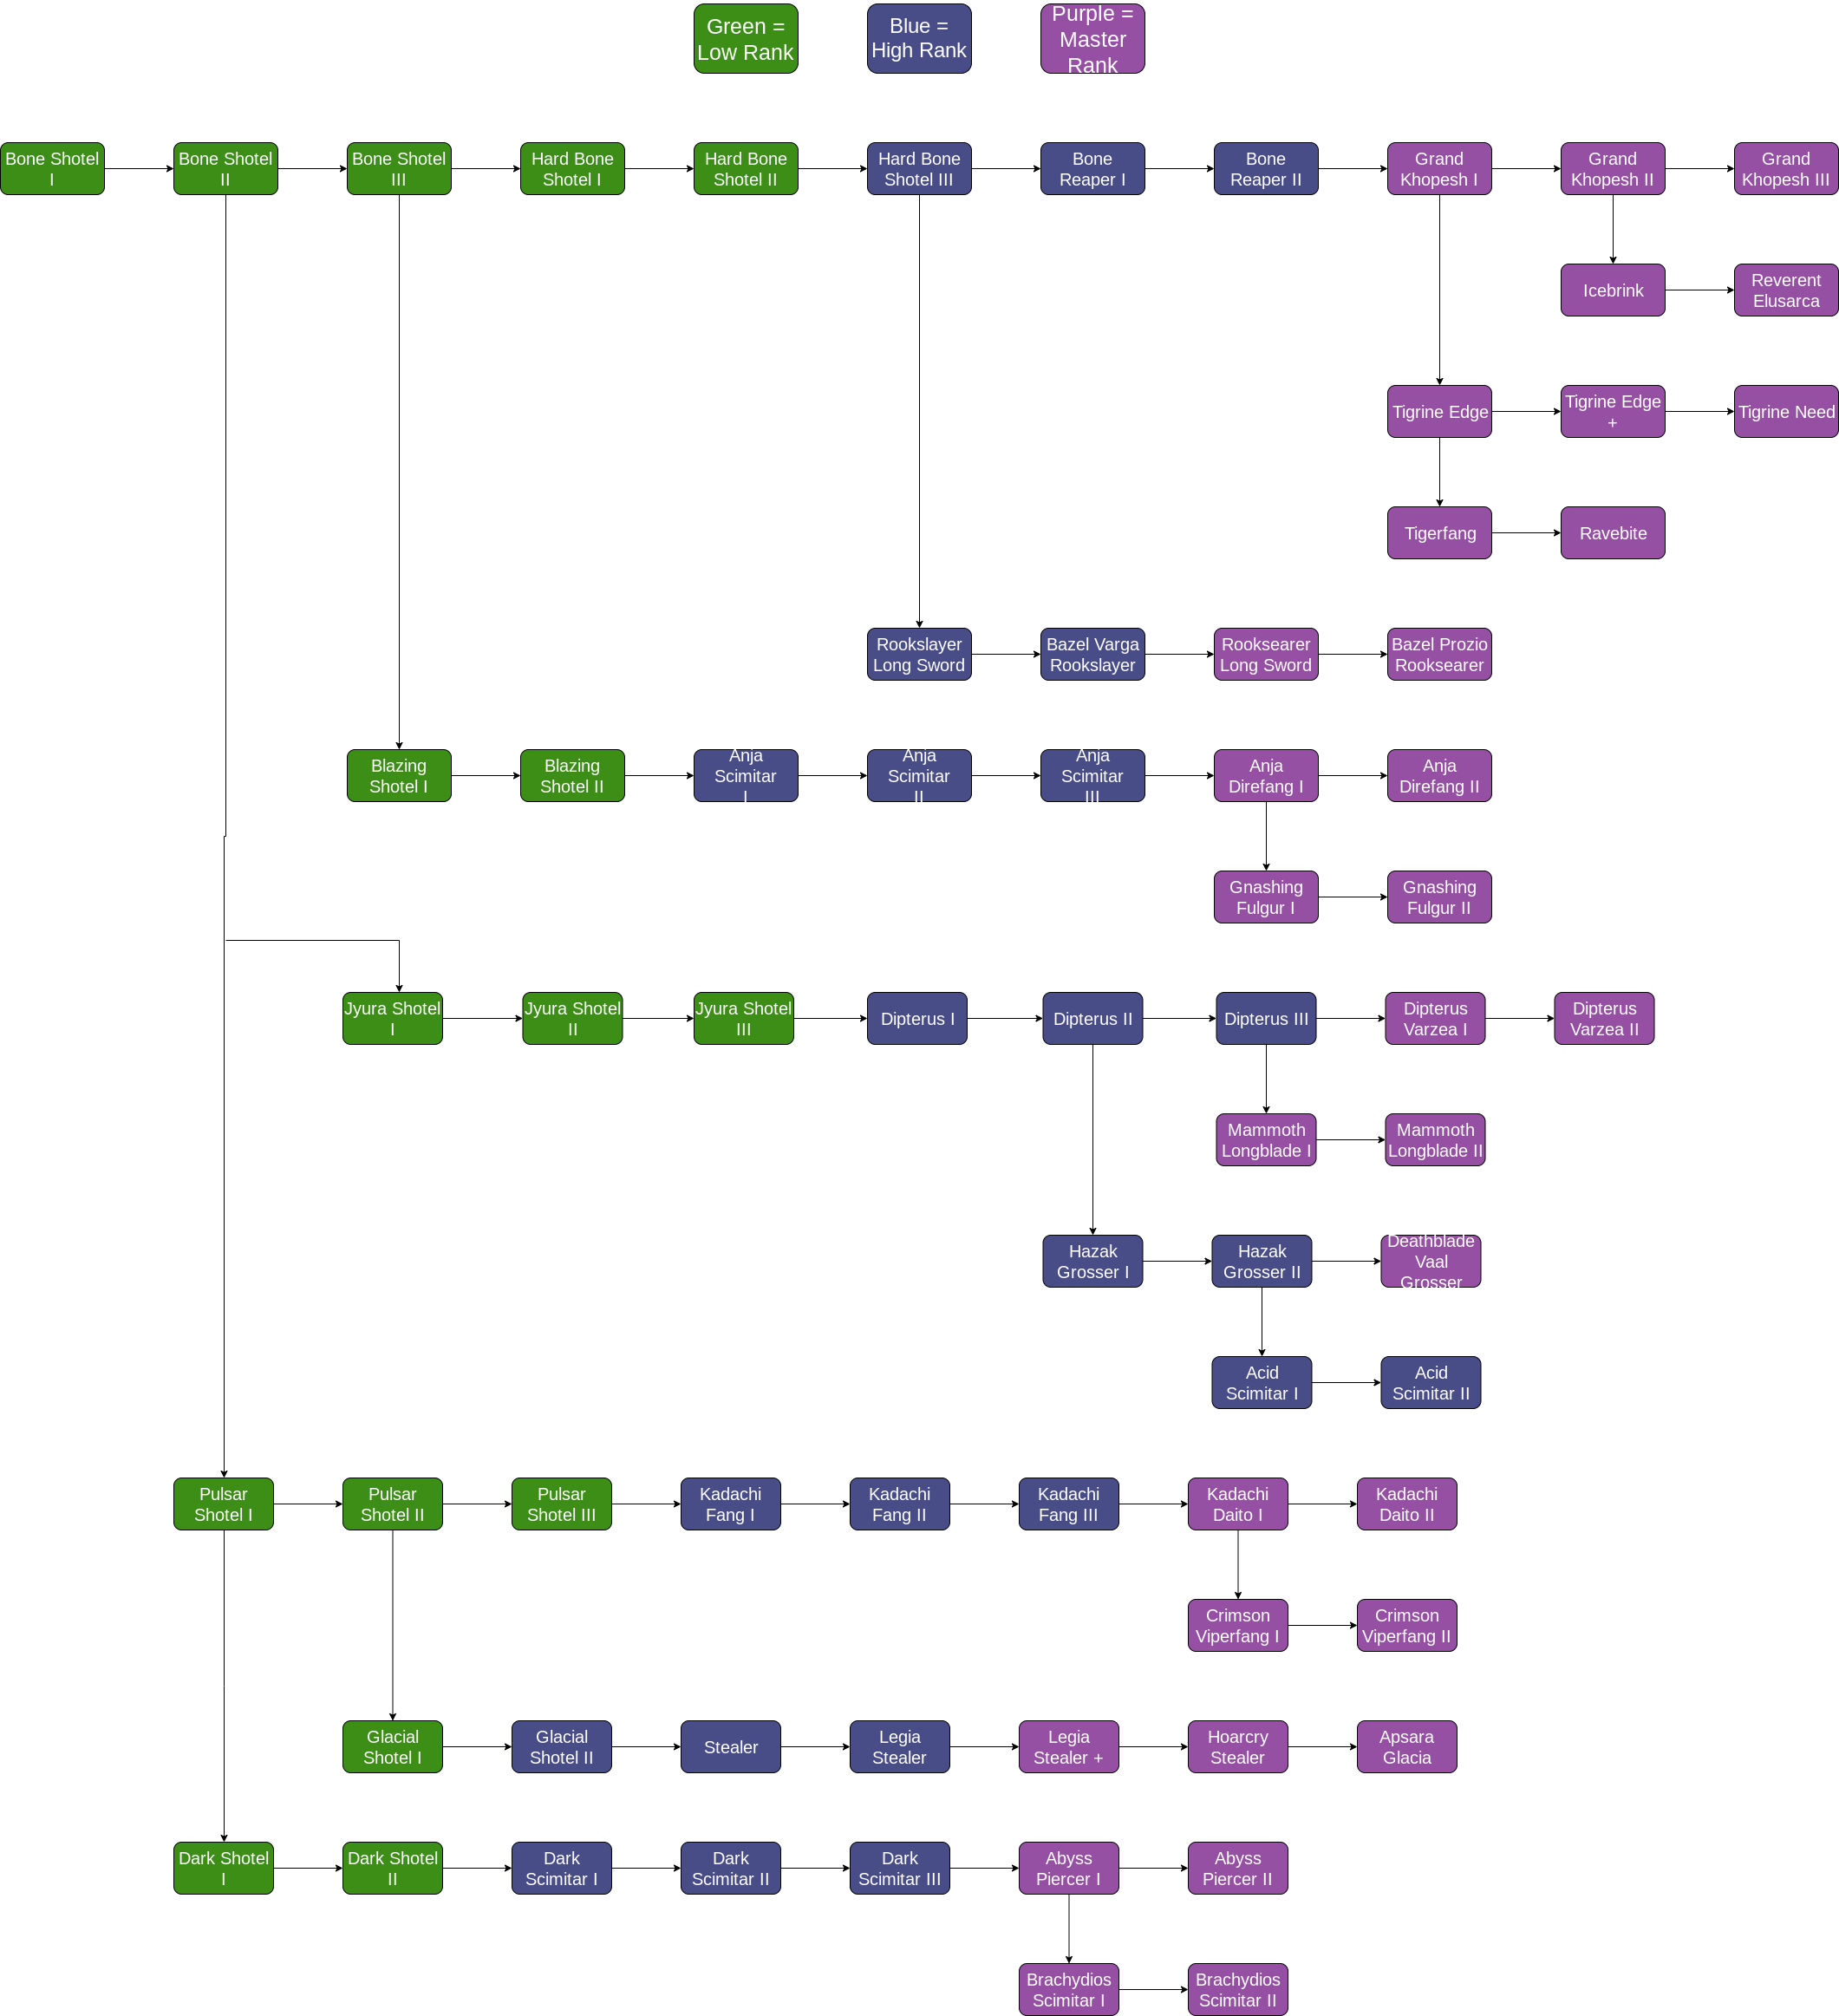 Green =
Low Rank
Blue =
High Rank
Purple =
Master
Rank
Bone Shotel
I
Bone Shotel
II
Bone Shotel
III
Hard Bone
Shotel I
Hard Bone
Shotel II
Hard Bone
Shotel III
Bone
Reaper I
Bone
Reaper II
Grand
Khopesh I
Grand
Khopesh II
Grand
Khopesh III
Icebrink
Reverent
Elusarca
Tigrine Edge
Tigrine Edge
+
Tigrine Need
Tigerfang
Ravebite
Rookslayer
Long Sword
Bazel Varga
Rookslayer
Rooksearer
Long Sword
Bazel Prozio
Rooksearer
Blazing
Shotel I
Blazing
Shotel II
Anja
Scimitar
I
Anja
Scimitar
II
Anja
Scimitar
III
Anja
Direfang I
Anja
Direfang II
Gnashing
Fulgur I
Gnashing
Fulgur II
Jyura Shotel
I
Jyura Shotel
II
Jyura Shotel
III
Dipterus I
Dipterus II
Dipterus III
Dipterus
Varzea I
Dipterus
Varzea II
Mammoth
Longblade I
Mammoth
Longblade II
Hazak
Grosser I
Hazak
Grosser II
Deathblade
Vaal
Grosser
Acid
Scimitar I
Acid
Scimitar II
Pulsar
Shotel I
Pulsar
Shotel II
Pulsar
Shotel III
Kadachi
Fang I
Kadachi
Fang II
Kadachi
Fang III
Kadachi
Daito I
Kadachi
Daito II
Crimson
Viperfang I
Crimson
Viperfang II
Glacial
Shotel I
Glacial
Shotel II
Stealer
Legia
Stealer
Legia
Stealer +
Hoarcry
Stealer
Apsara
Glacia
Dark Shotel
I
Dark Shotel
II
Dark
Scimitar I
Dark
Scimitar II
Dark
Scimitar III
Abyss
Piercer I
Abyss
Piercer II
Brachydios
Scimitar I
Brachydios
Scimitar II